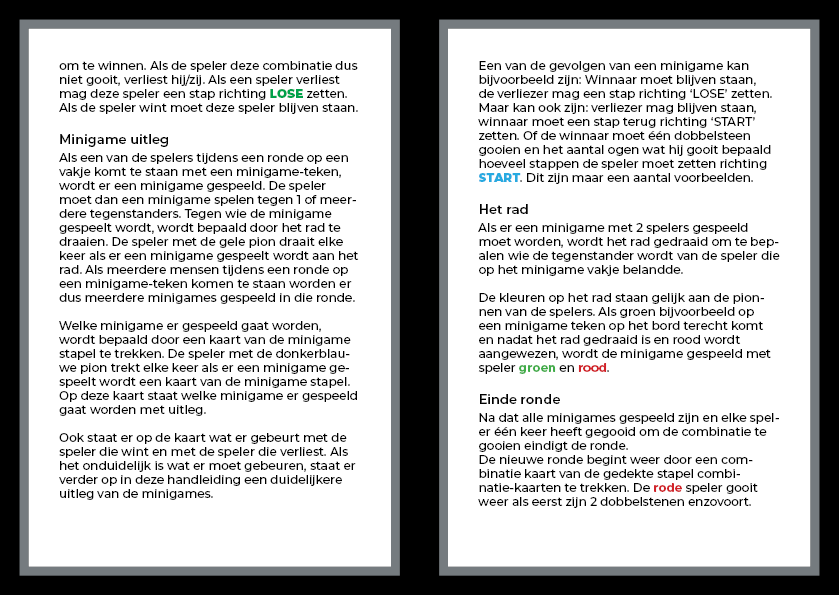 om te winnen. Als de speler deze combinatie dus
niet gooit, verliest hij/zij. Als een speler verliest
mag deze speler een stap richting LOSE zetten.
Als de speler wint moet deze speler blijven staan.
Minigame uitleg
Als een van de spelers tijdens een ronde op een
vakje komt te staan met een minigame-teken,
wordt er een minigame gespeeld. De speler
moet dan een minigame spelen tegen 1 of meer-
dere tegenstanders. Tegen wie de minigame
gespeelt wordt, wordt bepaald door het rad te
draaien. De speler met de gele pion draait elke
keer als er een minigame gespeelt wordt aan het
rad. Als meerdere mensen tijdens een ronde op
een minigame-teken komen te staan worden er
dus meerdere minigames gespeeld in die ronde.
Welke minigame er gespeeld gaat worden,
wordt bepaald door een kaart van de minigame
stapel te trekken. De speler met de donkerblau-
we pion trekt elke keer als er een minigame ge-
speelt wordt een kaart van de minigame stapel.
Op deze kaart staat welke minigame er gespeeld
gaat worden met uitleg.
Ook staat er op de kaart wat er gebeurt met de
speler die wint en met de speler die verliest. Als
het onduidelijk is wat er moet gebeuren, staat er
verder op in deze handleiding een duidelijkere
uitleg van de minigames.
Een van de gevolgen van een minigame kan
bijvoorbeeld zijn: Winnaar moet blijven staan,
de verliezer mag een stap richting ‘LOSE’ zetten.
Maar kan ook zijn: verliezer mag blijven staan,
winnaar moet een stap terug richting ‘START’
zetten. Of de winnaar moet één dobbelsteen
gooien en het aantal ogen wat hij gooit bepaald
hoeveel stappen de speler moet zetten richting
START. Dit zijn maar een aantal voorbeelden.
Het rad
Als er een minigame met 2 spelers gespeeld
moet worden, wordt het rad gedraaid om te bep-
alen wie de tegenstander wordt van de speler die
op het minigame vakje belandde.
De kleuren op het rad staan gelijk aan de pion-
nen van de spelers. Als groen bijvoorbeeld op
een minigame teken op het bord terecht komt
en nadat het rad gedraaid is en rood wordt
aangewezen, wordt de minigame gespeeld met
speler groen en rood.
Einde ronde
Na dat alle minigames gespeeld zijn en elke spel-
er één keer heeft gegooid om de combinatie te
gooien eindigt de ronde.
De nieuwe ronde begint weer door een com-
binatie kaart van de gedekte stapel combi-
natie-kaarten te trekken. De rode speler gooit
weer als eerst zijn 2 dobbelstenen enzovoort.